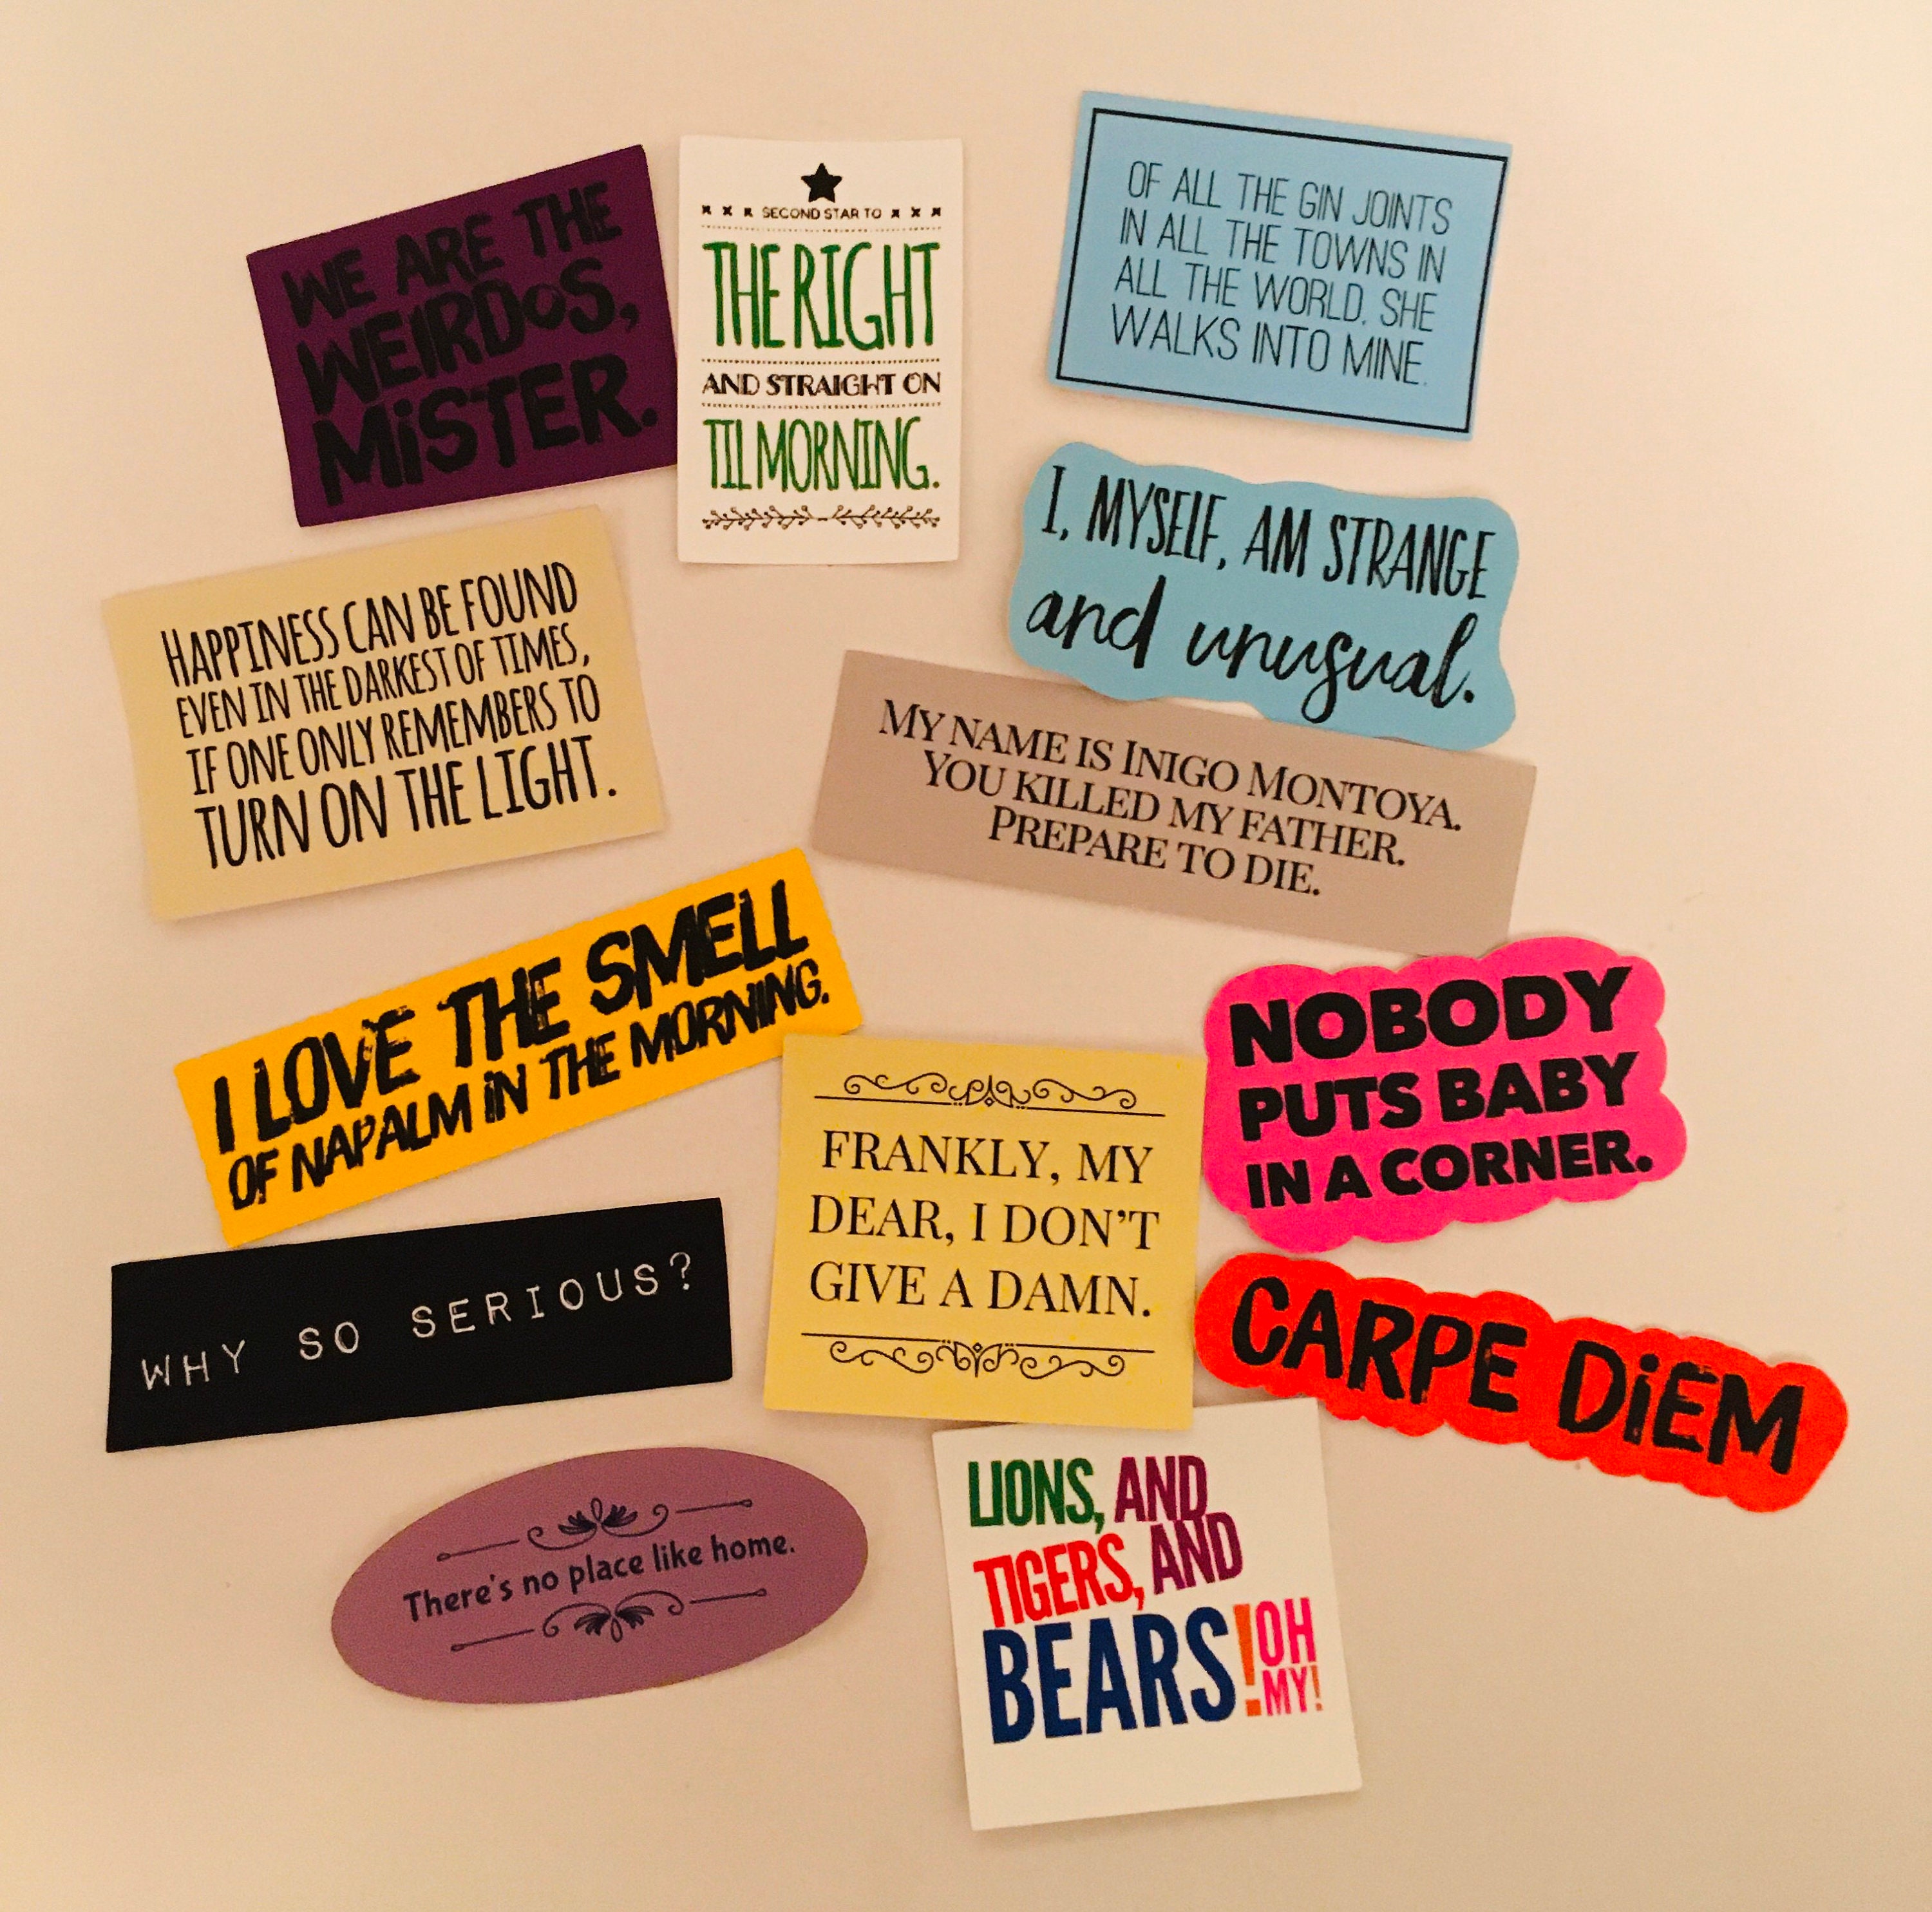 WE ARE THE
WEIRDOS,
MiSTER.
SECOND STAR TO
THE RIGHT
AND STRAIGHT ON
TIL MORNING.
OF ALL THE GIN JOINTS
IN ALL THE TOWNS IN
ALL THE WORLD, SHE
WALKS INTO MINE.
I, MYSELF, AM STRANGE
and unusual.
HAPPINESS CAN BE FOUND
EVEN IN THE DARKEST OF TIMES,
IF ONE ONLY REMEMBERS TO
TURN ON THE LIGHT.
MY NAME IS INIGO MONTOYA.
YOU KILLED MY FATHER.
PREPARE TO DIE.
I LOVE THE SMELL
OF NAPALM iN THE MORNING.
NOBODY
PUTS BABY
IN A CORNER.
FRANKLY, MY
DEAR, I DON'T
GIVE A DAMN.
WHY SO SERIOUS?
CARPE DiEM
There's no place like home.
LIONS, AND
TIGERS, AND
BEARS! OH
MY!